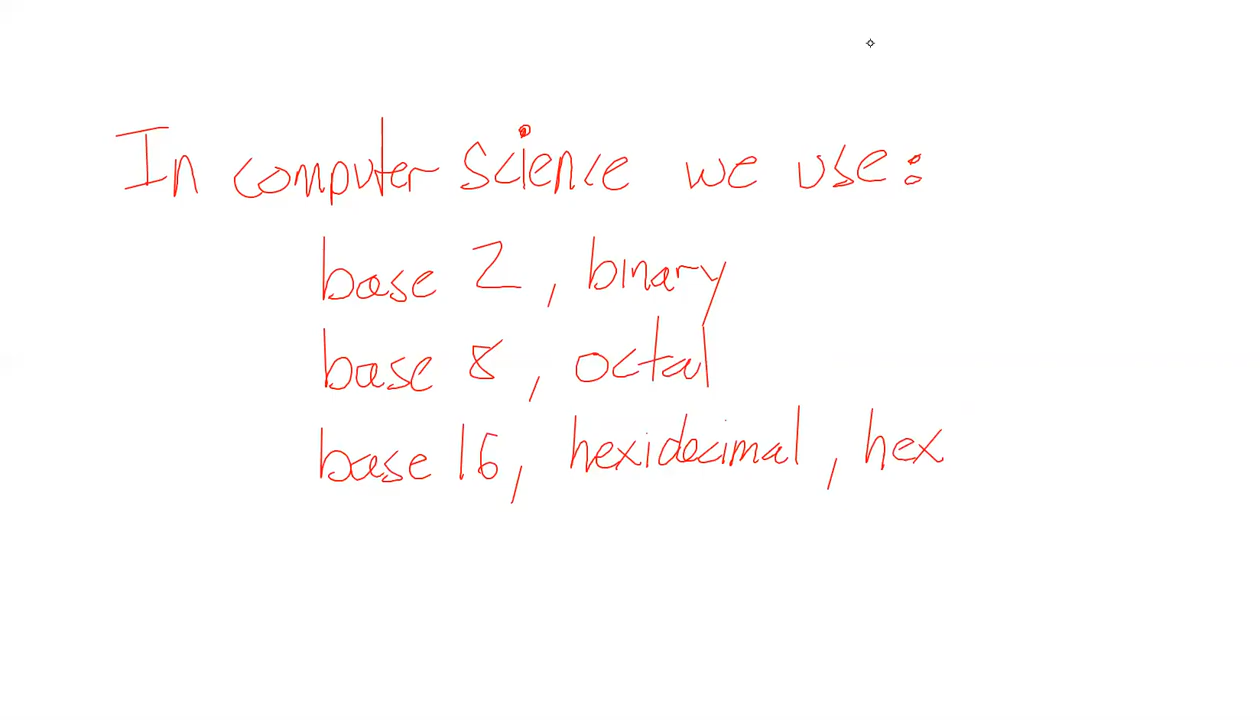 In computer science we use:
base 2, binary
base 8, octal
base 16, hexidecimal, hex